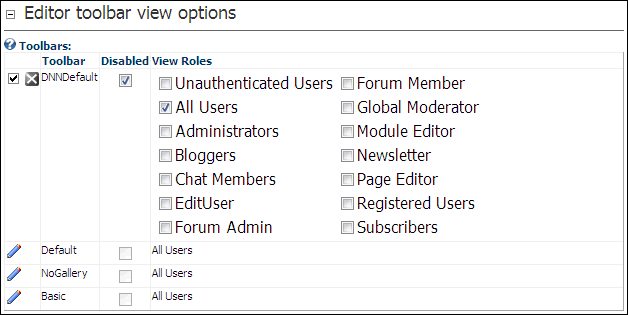 Editor toolbar view options
Toolbars:
Toolbar Disabled View Roles
DNNDefault
Unauthenticated Users Forum Member
All Users Global Moderator
Administrators Module Editor
Bloggers Newsletter
Chat Members Page Editor
EditUser Registered Users
Forum Admin Subscribers
Default All Users
NoGallery All Users
Basic All Users